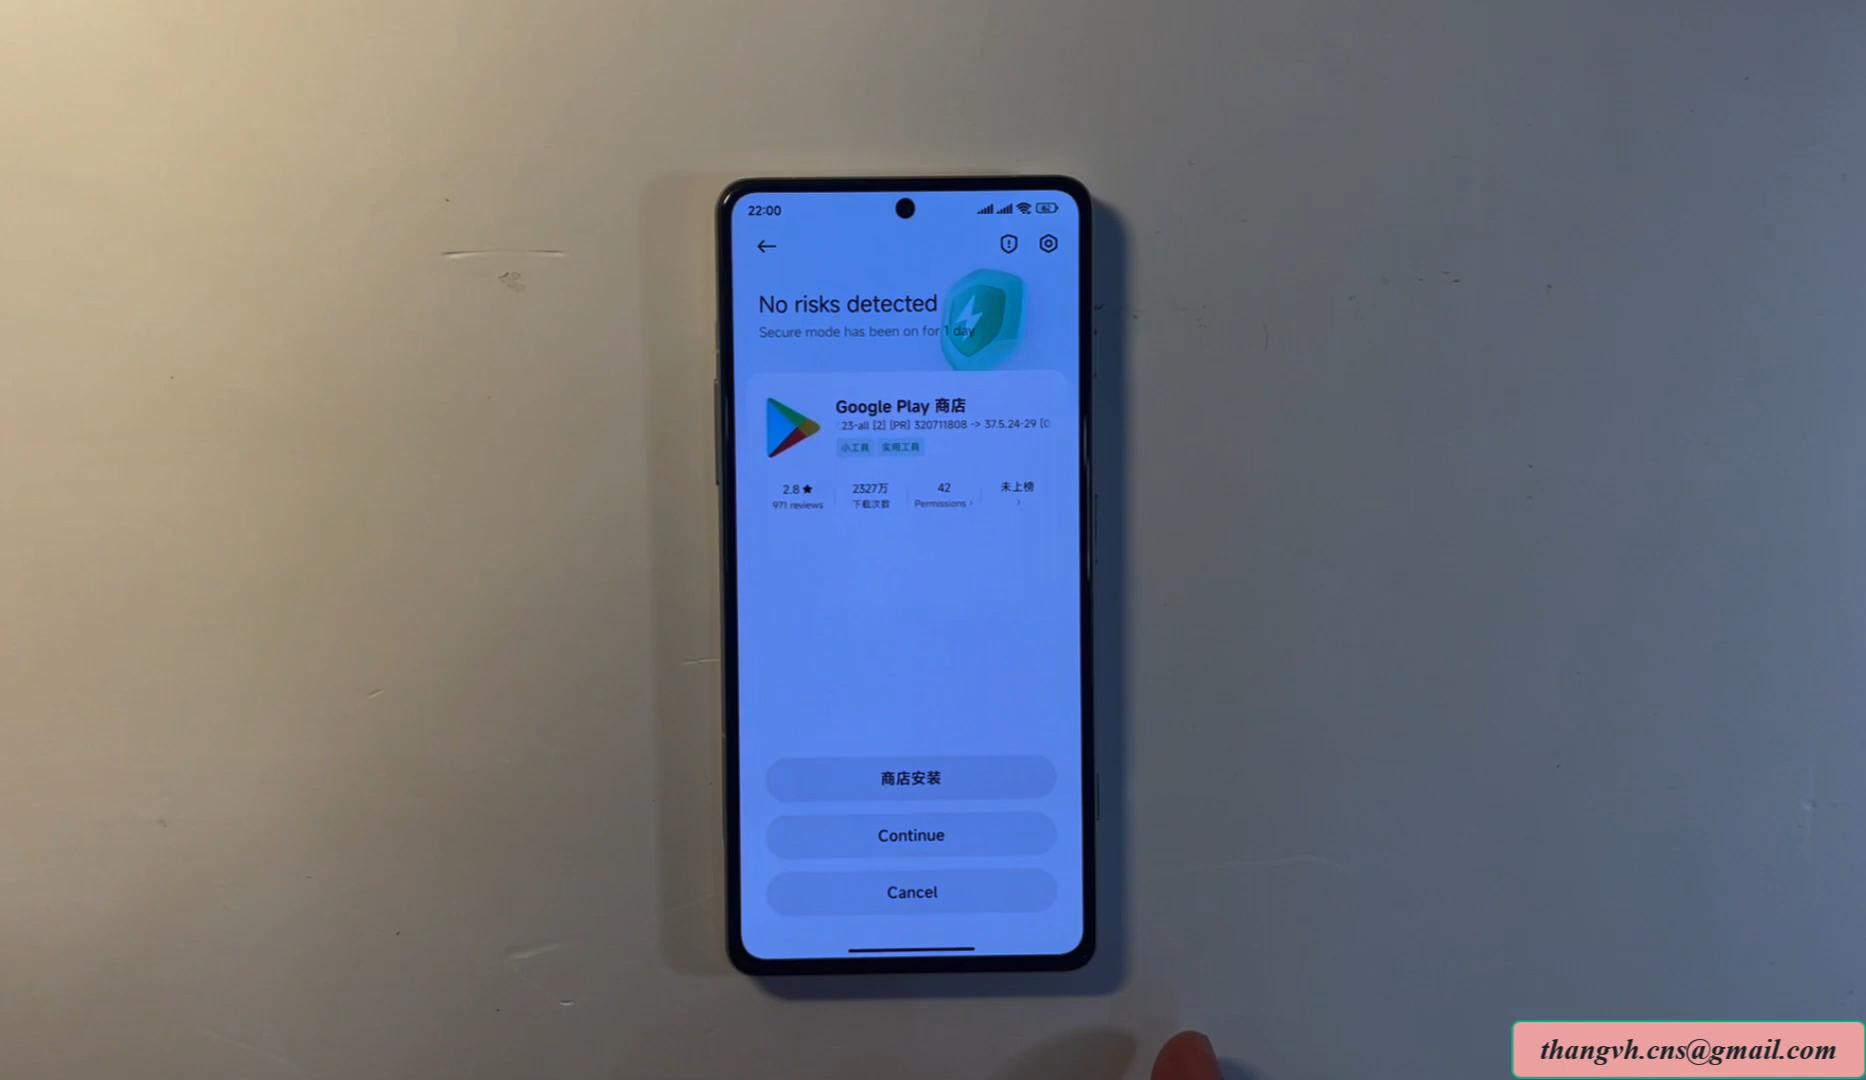 22:00
No risks detected
Secure mode has been on for 1 day
Google Play 商店
23-all [2] [PR] 320711808 -> 37.5.24-29 [0
小工具 实用工具
2.8★ 2327万 42 未上榜
971 reviews 下载次数 Permissions ›
商店安装
Continue
Cancel
thangvh.cns@gmail.com